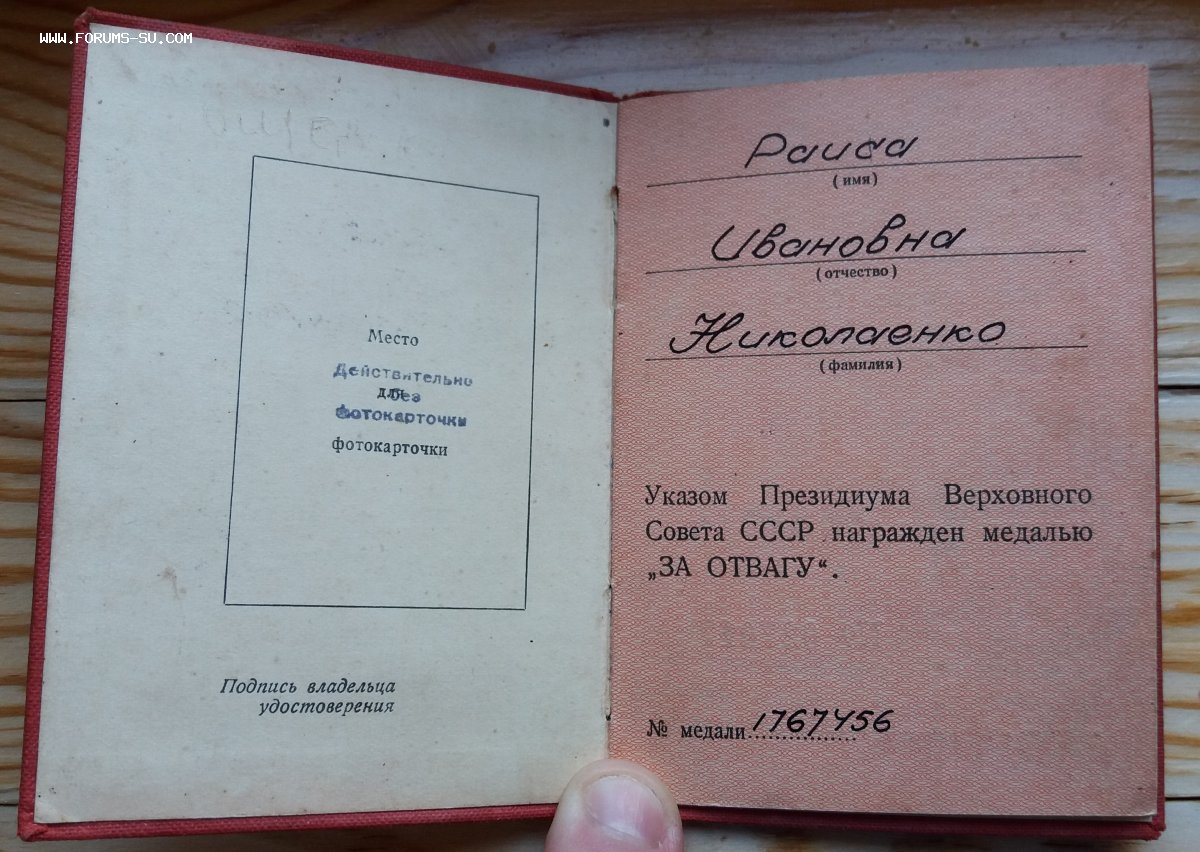 WWW.FORUMS-SU.COM
Место
Действительно
для
без
фотокарточки
фотокарточки
Подпись владельца
удостоверения
Раиса
(имя)
Ивановна
(отчество)
Николаенко
(фамилия)
Указом Президиума Верховного
Совета СССР награжден медалью
„ЗА ОТВАГУ“.
№ медали 1767456